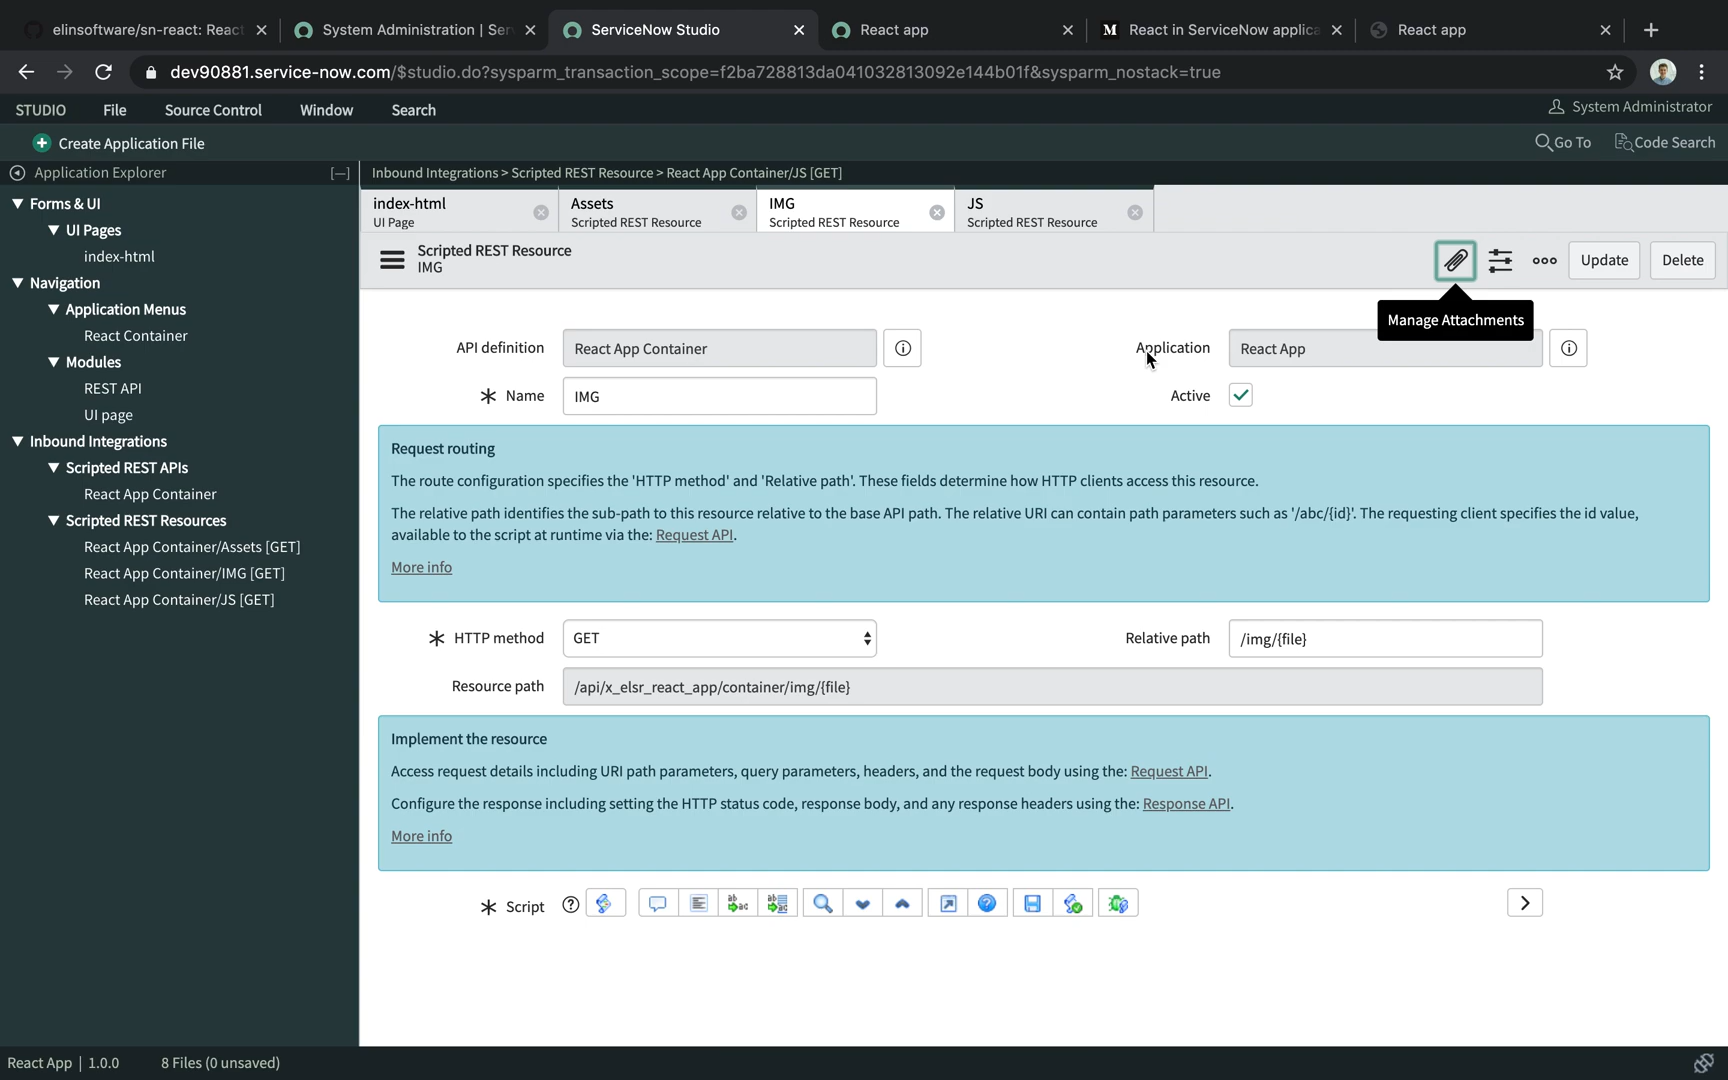 elinsoftware/sn-react: React
System Administration | Serv
ServiceNow Studio
React app
M React in ServiceNow applica
React app
dev90881.service-now.com/$studio.do?sysparm_transaction_scope=f2ba728813da041032813092e144b01f&sysparm_nostack=true
STUDIO File Source Control Window Search
System Administrator
Create Application File
Go To
Code Search
Application Explorer
[—]
Inbound Integrations > Scripted REST Resource > React App Container/JS [GET]
Forms & UI
UI Pages
index-html
Navigation
Application Menus
React Container
Modules
REST API
UI page
Inbound Integrations
Scripted REST APIs
React App Container
Scripted REST Resources
React App Container/Assets [GET]
React App Container/IMG [GET]
React App Container/JS [GET]
index-html
UI Page
Assets
Scripted REST Resource
IMG
Scripted REST Resource
JS
Scripted REST Resource
Scripted REST Resource
IMG
Update
Delete
Manage Attachments
API definition
React App Container
Application
React App
Name
IMG
Active
Request routing
The route configuration specifies the 'HTTP method' and 'Relative path'. These fields determine how HTTP clients access this resource.
The relative path identifies the sub-path to this resource relative to the base API path. The relative URI can contain path parameters such as '/abc/{id}'. The requesting client specifies the id value,
available to the script at runtime via the: Request API.
More info
HTTP method
GET
Relative path
/img/{file}
Resource path
/api/x_elsr_react_app/container/img/{file}
Implement the resource
Access request details including URI path parameters, query parameters, headers, and the request body using the: Request API.
Configure the response including setting the HTTP status code, response body, and any response headers using the: Response API.
More info
Script
React App | 1.0.0
8 Files (0 unsaved)